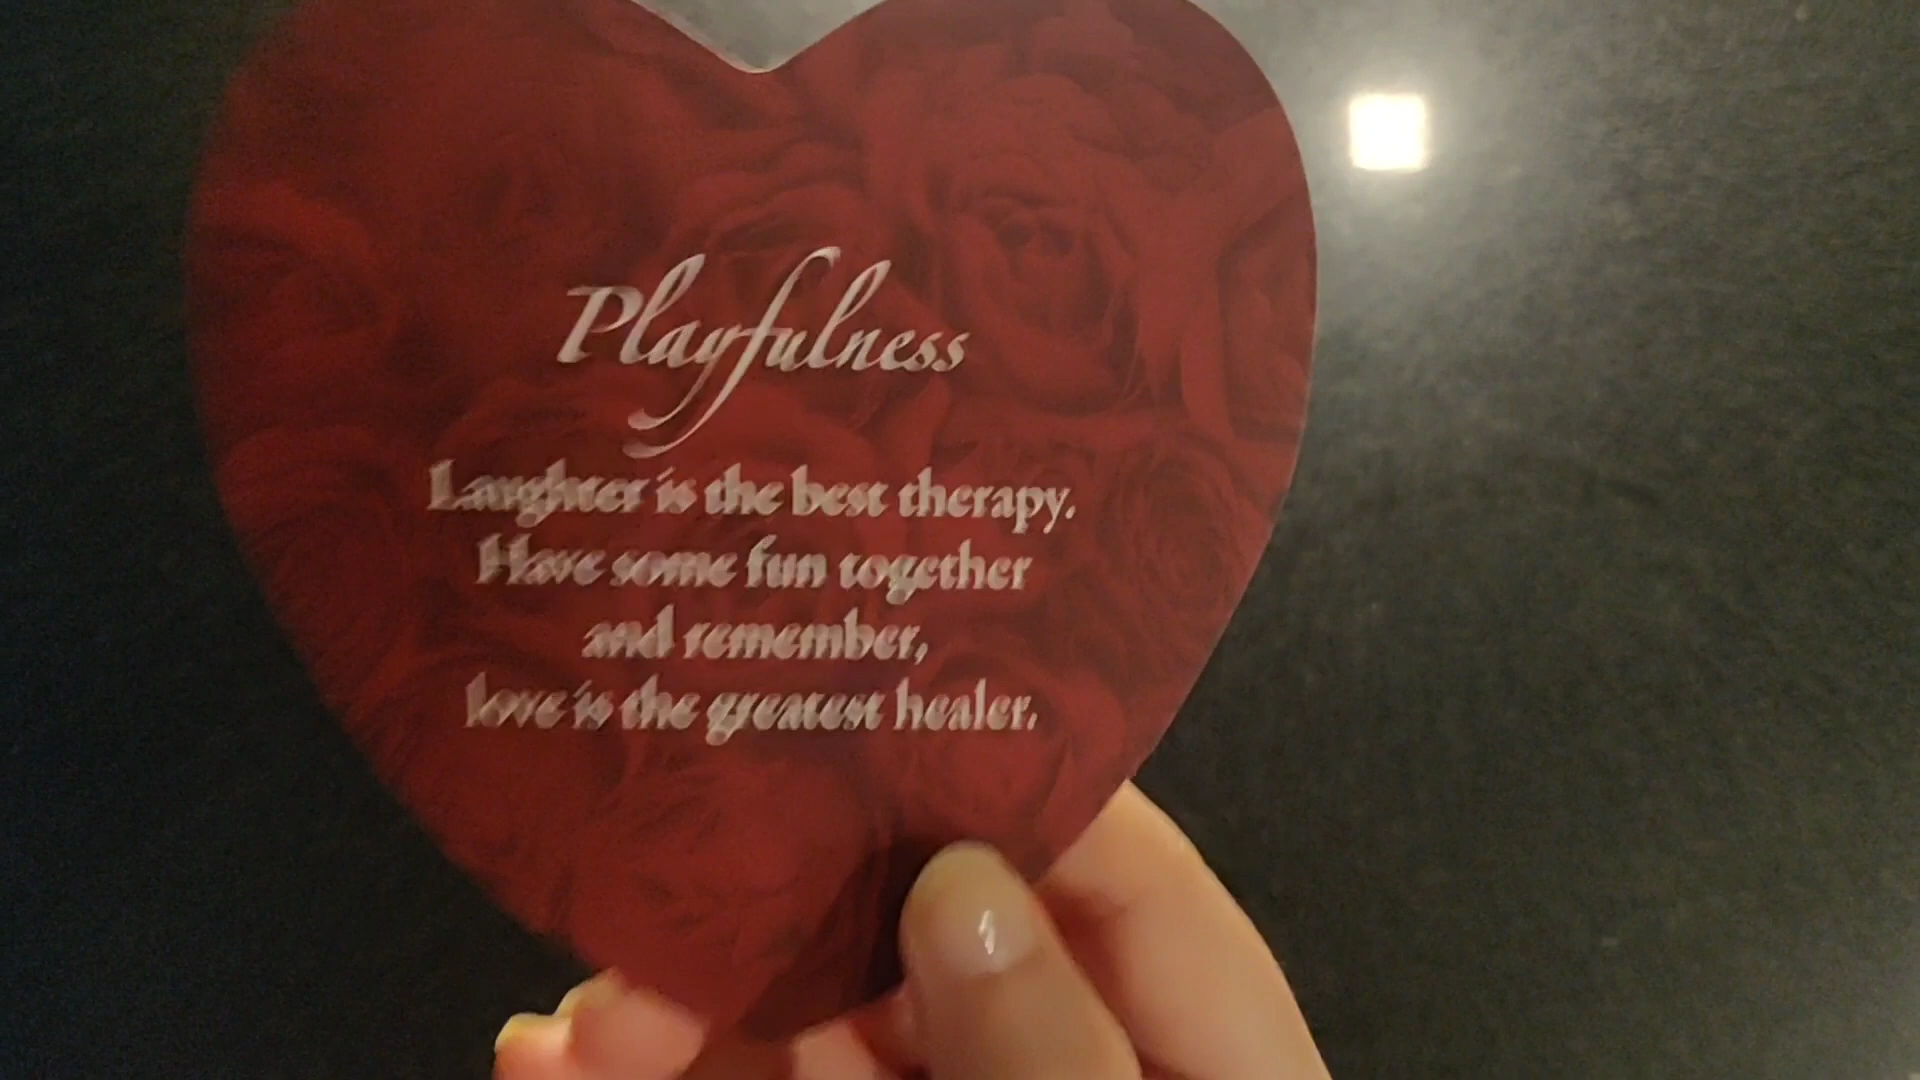 Playfulness
Laughter is the best therapy.
Have some fun together
and remember,
love is the greatest healer.